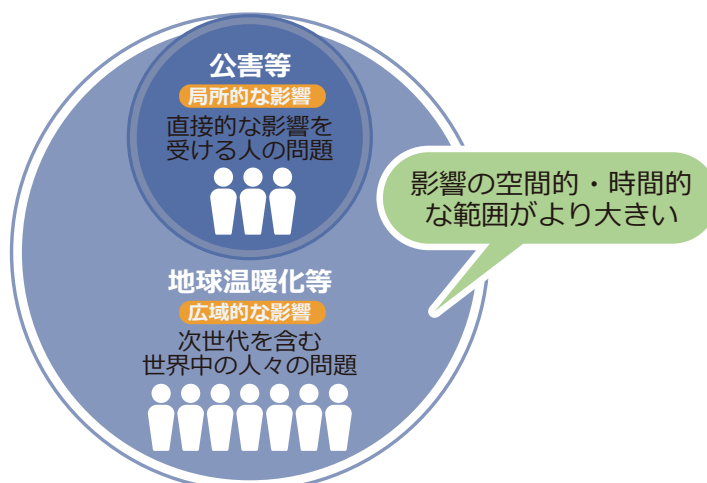 公害等
局所的な影響
直接的な影響を
受ける人の問題
影響の空間的・時間的
な範囲がより大きい
地球温暖化等
広域的な影響
次世代を含む
世界中の人々の問題